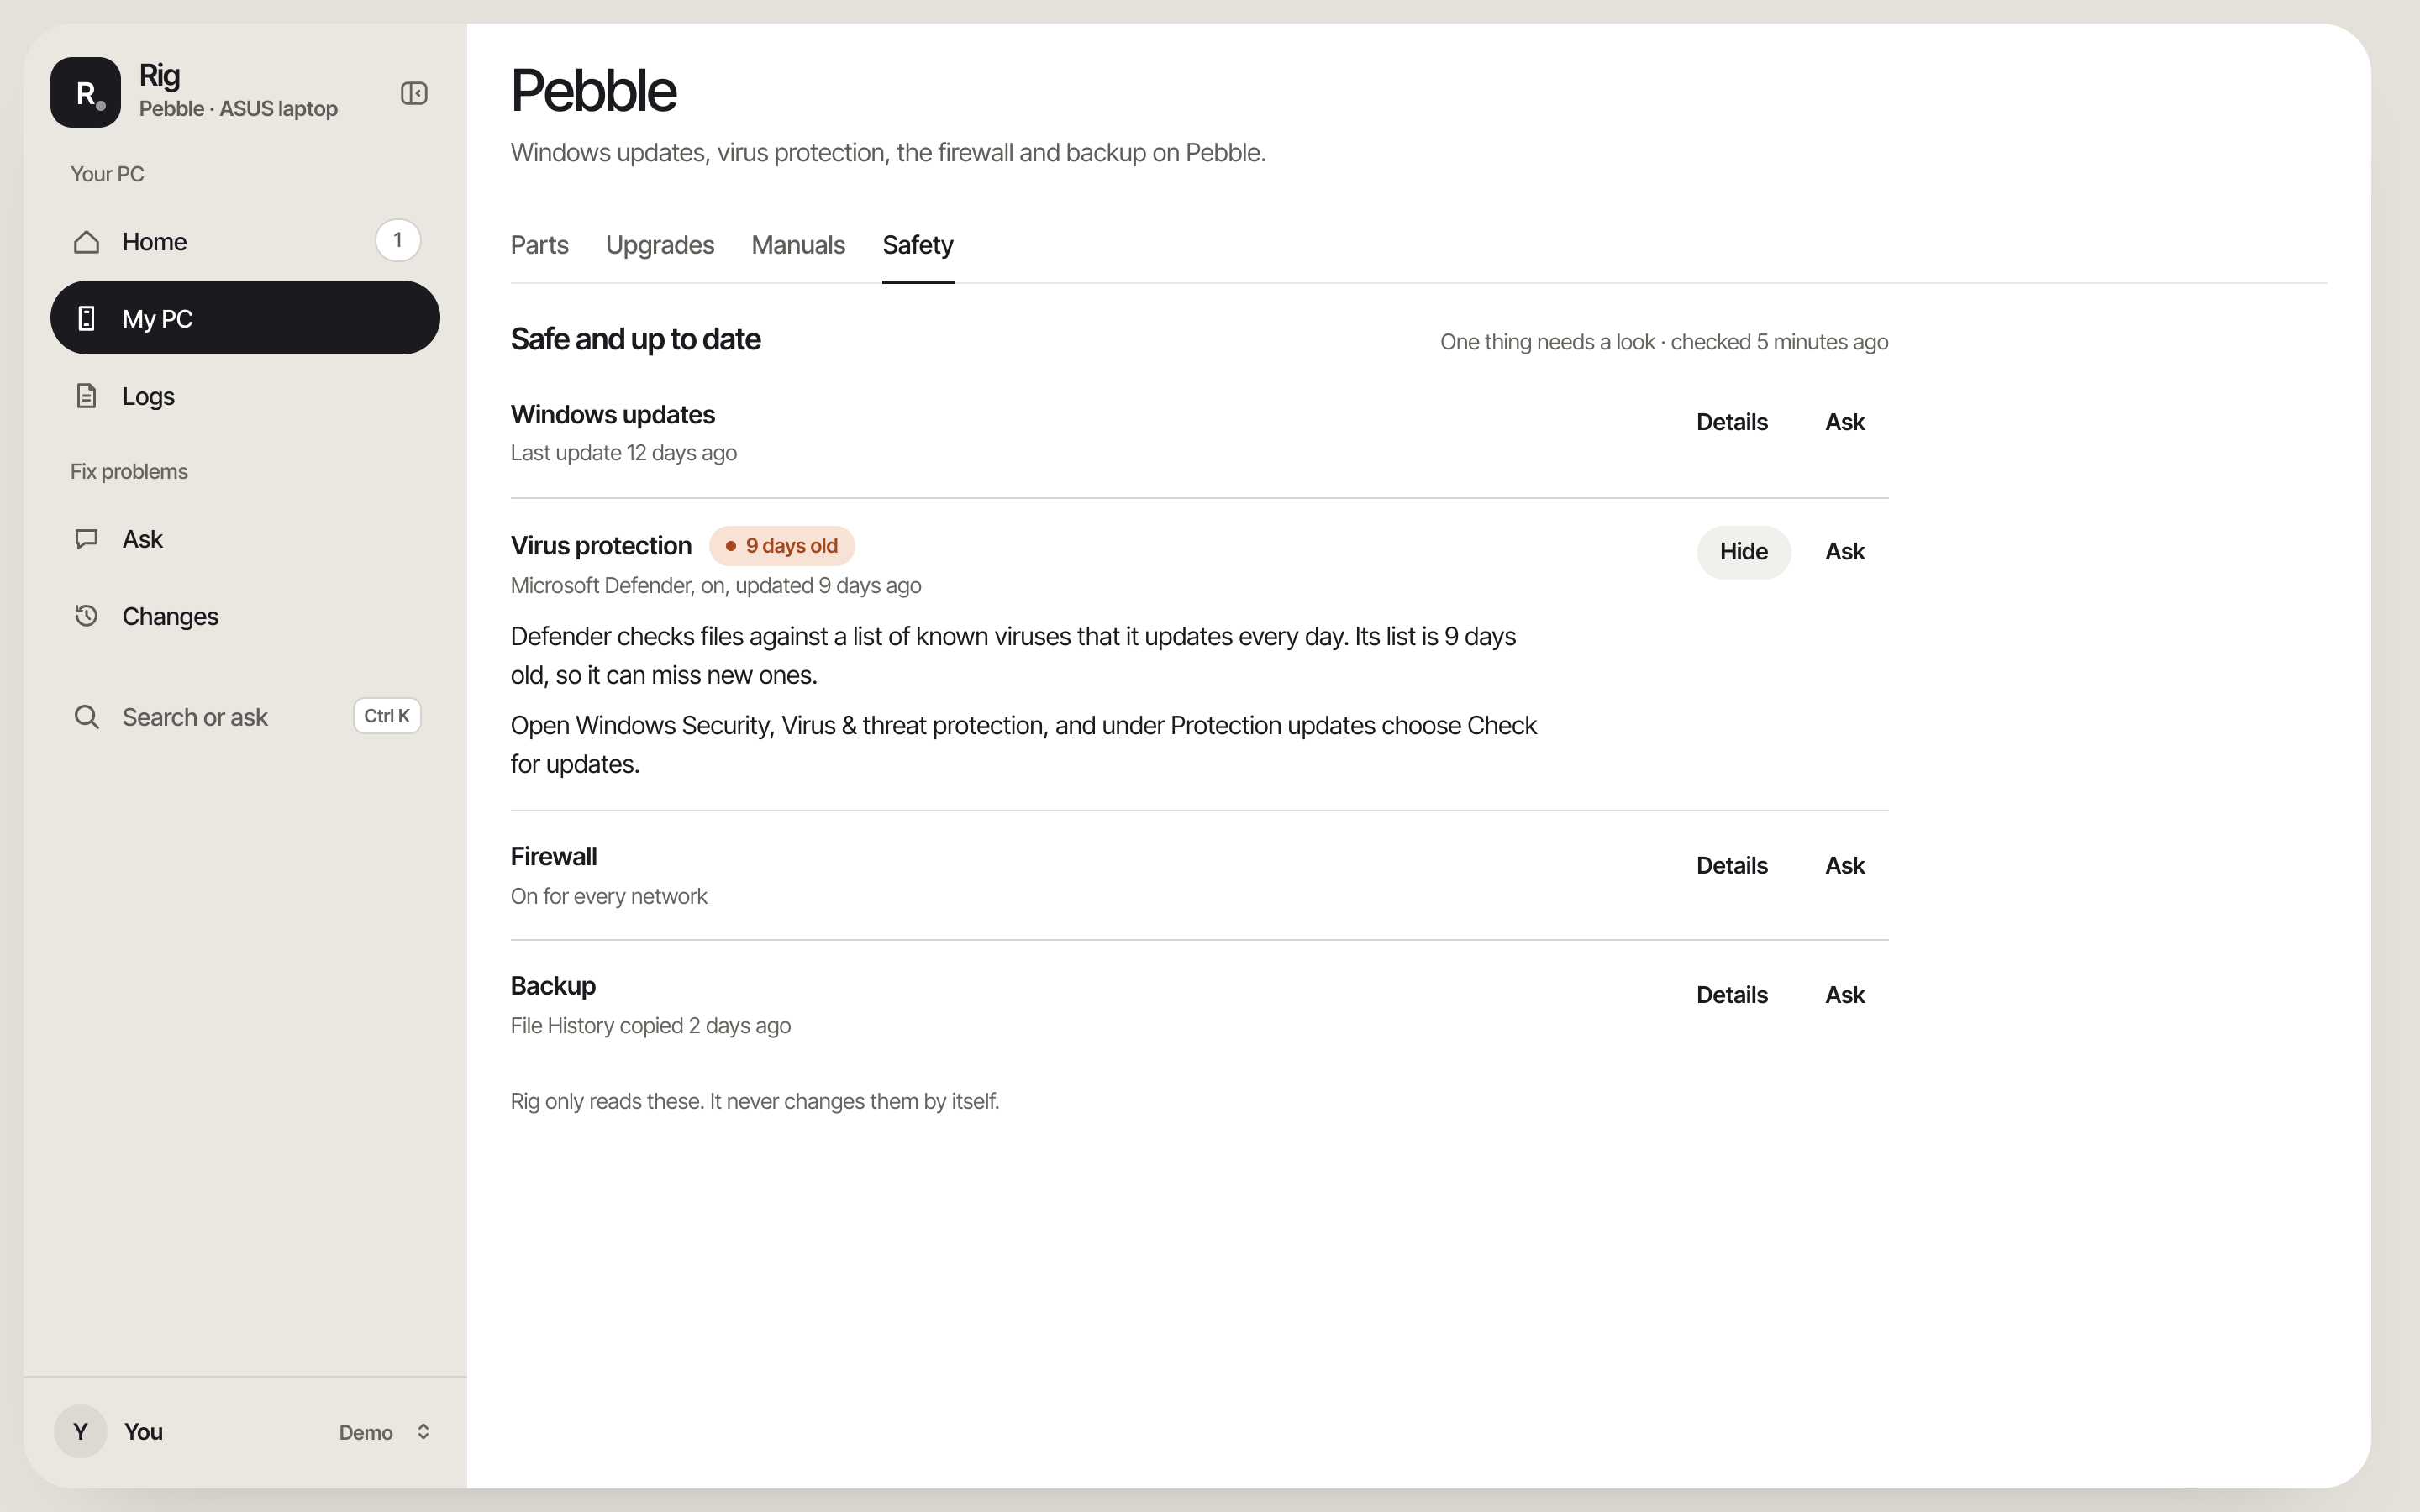 R.
Rig
Pebble · ASUS laptop
Your PC
Home 1
My PC
Logs
Fix problems
Ask
Changes
Search or ask Ctrl K
Y You Demo
Pebble
Windows updates, virus protection, the firewall and backup on Pebble.
Parts Upgrades Manuals Safety
Safe and up to date One thing needs a look · checked 5 minutes ago
Windows updates Details Ask
Last update 12 days ago
Virus protection 9 days old Hide Ask
Microsoft Defender, on, updated 9 days ago
Defender checks files against a list of known viruses that it updates every day. Its list is 9 days
old, so it can miss new ones.
Open Windows Security, Virus & threat protection, and under Protection updates choose Check
for updates.
Firewall Details Ask
On for every network
Backup Details Ask
File History copied 2 days ago
Rig only reads these. It never changes them by itself.